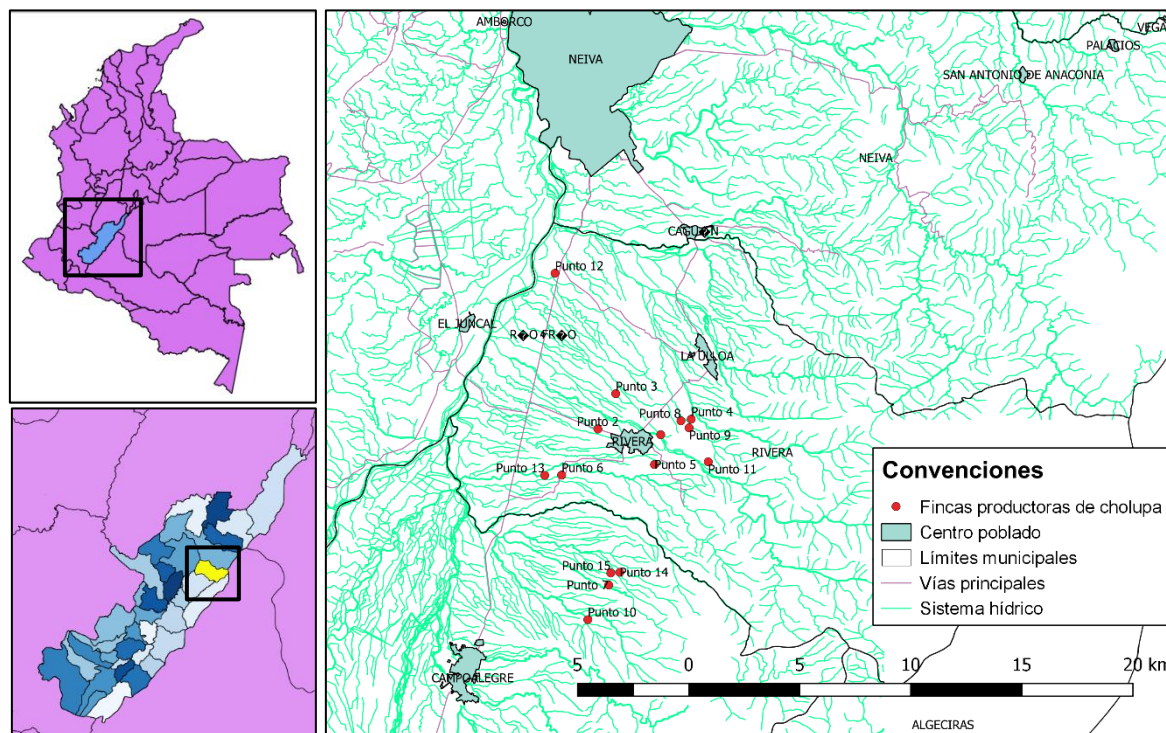 AMBORCO
VEGA
PALACIOS
NEIVA
SAN ANTONIO DE ANACONIA
NEIVA
CAGU�N
Punto 12
EL JUNCAL
R�O FR�O
LA ULLOA
Punto 3
Punto 8
Punto 4
Punto 2
Punto 9
RIVERA
RIVERA
Punto 5
Punto 11
Punto 13
Punto 6
Punto 15
Punto 14
Punto 7
Punto 10
CAMPOALEGRE
ALGECIRAS
Convenciones
Fincas productoras de cholupa
Centro poblado
Límites municipales
Vías principales
Sistema hídrico
5 0 5 10 15 20 km